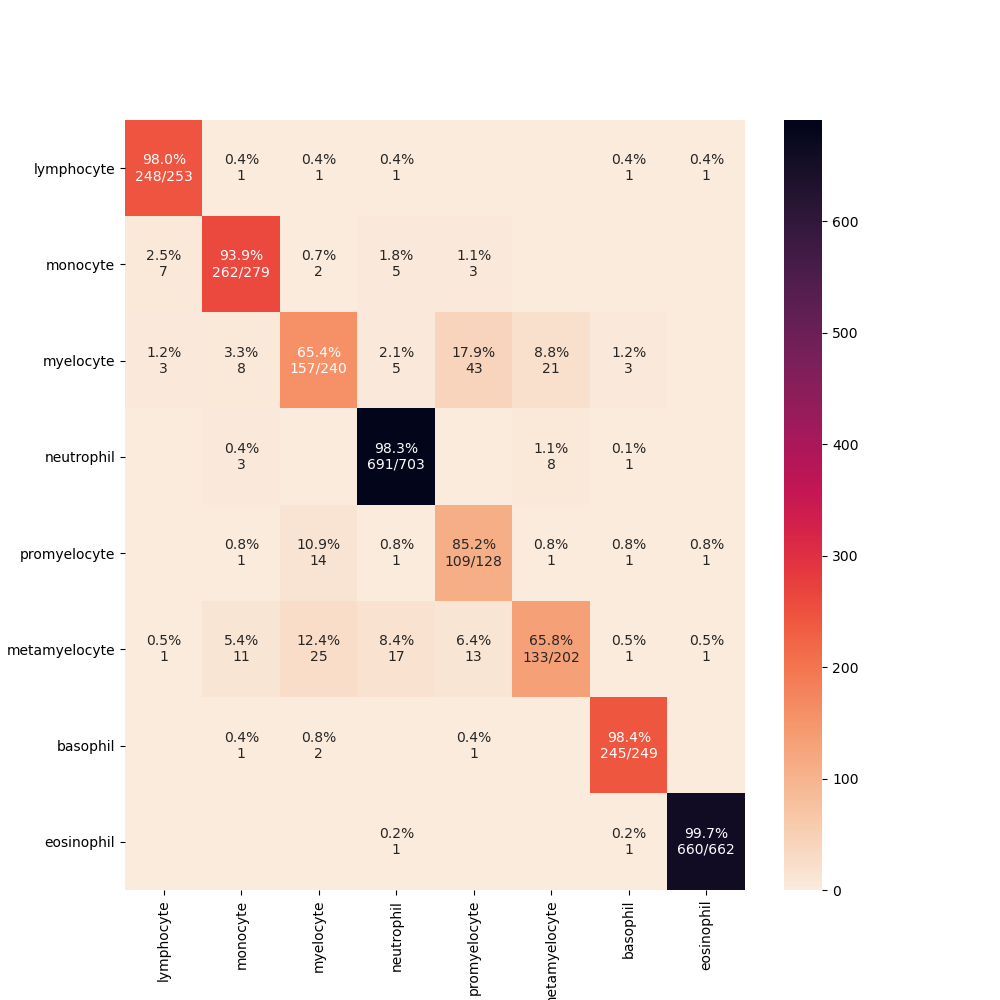 lymphocyte 98.0% 0.4% 0.4% 0.4% 0.4% 0.4%
248/253 1 1 1 1 1
600
monocyte 2.5% 93.9% 0.7% 1.8% 1.1%
7 262/279 2 5 3
500
myelocyte 1.2% 3.3% 65.4% 2.1% 17.9% 8.8% 1.2%
3 8 157/240 5 43 21 3
400
neutrophil 0.4% 98.3% 1.1% 0.1%
3 691/703 8 1
300
promyelocyte 0.8% 10.9% 0.8% 85.2% 0.8% 0.8% 0.8%
1 14 1 109/128 1 1 1
200
metamyelocyte 0.5% 5.4% 12.4% 8.4% 6.4% 65.8% 0.5% 0.5%
1 11 25 17 13 133/202 1 1
100
basophil 0.4% 0.8% 0.4% 98.4%
1 2 1 245/249
eosinophil 0.2% 0.2% 99.7%
1 1 660/662
0
lymphocyte
monocyte
myelocyte
neutrophil
promyelocyte
etamyelocyte
basophil
eosinophil